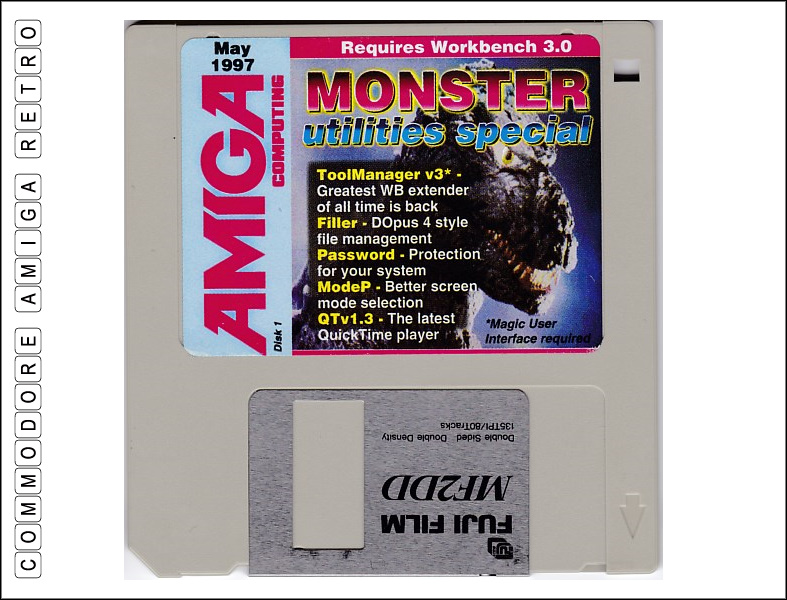 COMMODORE AMIGA RETRO
May
1997
AMIGA
COMPUTING
Disk 1
Requires Workbench 3.0
MONSTER
utilities special
ToolManager v3* -
Greatest WB extender
of all time is back
Filler - DOpus 4 style
file management
Password - Protection
for your system
ModeP - Better screen
mode selection
QTv1.3 - The latest
QuickTime player
*Magic User
Interface required
FUJI FILM
MF2DD
Double Sided Double Density
135TPI/80Tracks